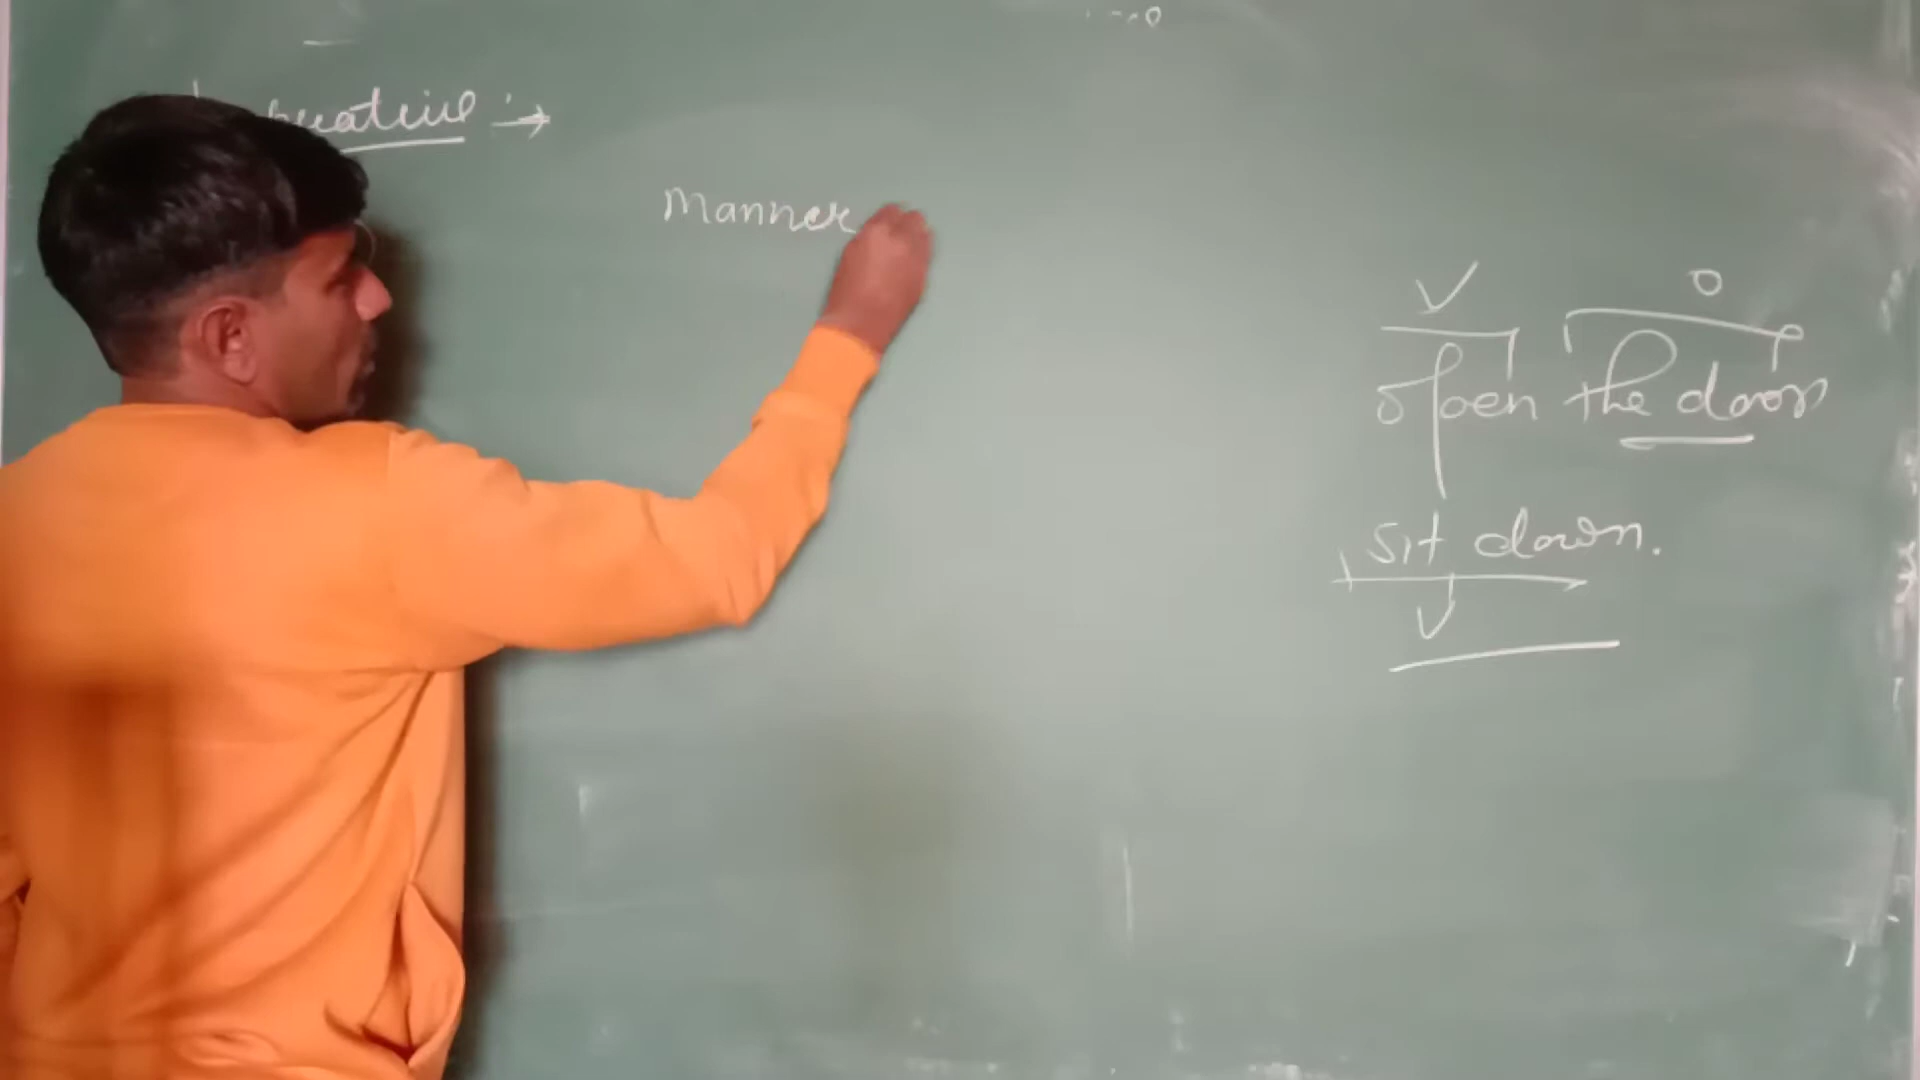 Manner
V O
open the door
sit down.
V